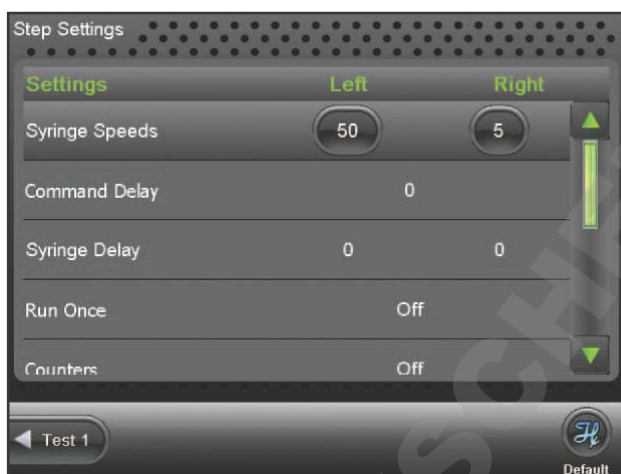 Step Settings
Settings Left Right
Syringe Speeds 50 5
Command Delay 0
Syringe Delay 0 0
Run Once Off
Counters Off
Test 1
Default